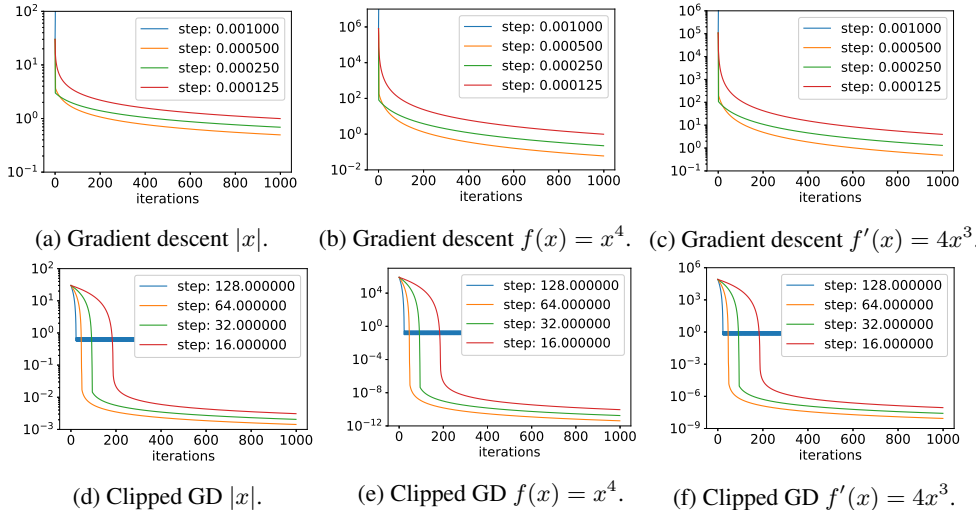 10^2
10^1
10^0
10^{-1}
step: 0.001000
step: 0.000500
step: 0.000250
step: 0.000125
0 200 400 600 800 1000
iterations
(a) Gradient descent |x|.
10^6
10^4
10^2
10^0
10^{-2}
step: 0.001000
step: 0.000500
step: 0.000250
step: 0.000125
0 200 400 600 800 1000
iterations
(b) Gradient descent f(x) = x^4.
10^6
10^5
10^4
10^3
10^2
10^1
10^0
10^{-1}
step: 0.001000
step: 0.000500
step: 0.000250
step: 0.000125
0 200 400 600 800 1000
iterations
(c) Gradient descent f'(x) = 4x^3.
10^2
10^1
10^0
10^{-1}
10^{-2}
10^{-3}
step: 128.000000
step: 64.000000
step: 32.000000
step: 16.000000
0 200 400 600 800 1000
iterations
(d) Clipped GD |x|.
10^4
10^0
10^{-4}
10^{-8}
10^{-12}
step: 128.000000
step: 64.000000
step: 32.000000
step: 16.000000
0 200 400 600 800 1000
iterations
(e) Clipped GD f(x) = x^4.
10^6
10^3
10^0
10^{-3}
10^{-6}
10^{-9}
step: 128.000000
step: 64.000000
step: 32.000000
step: 16.000000
0 200 400 600 800 1000
iterations
(f) Clipped GD f'(x) = 4x^3.